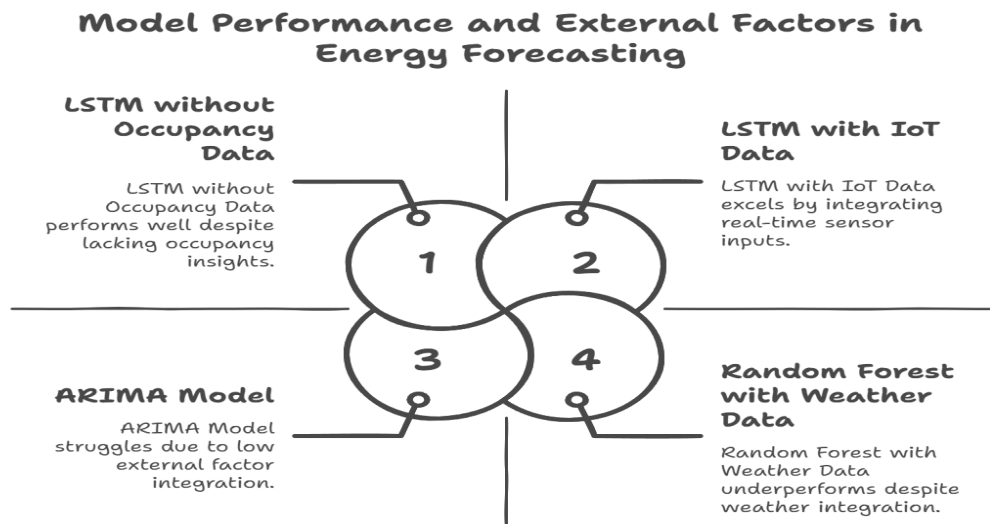 Model Performance and External Factors in
Energy Forecasting
LSTM without
Occupancy
Data
LSTM without
Occupancy Data
performs well despite
lacking occupancy
insights.
LSTM with IoT
Data
LSTM with IoT Data
excels by integrating
real-time sensor
inputs.
1
2
3
4
ARIMA Model
ARIMA Model
struggles due to low
external factor
integration.
Random Forest
with Weather
Data
Random Forest with
Weather Data
underperforms despite
weather integration.